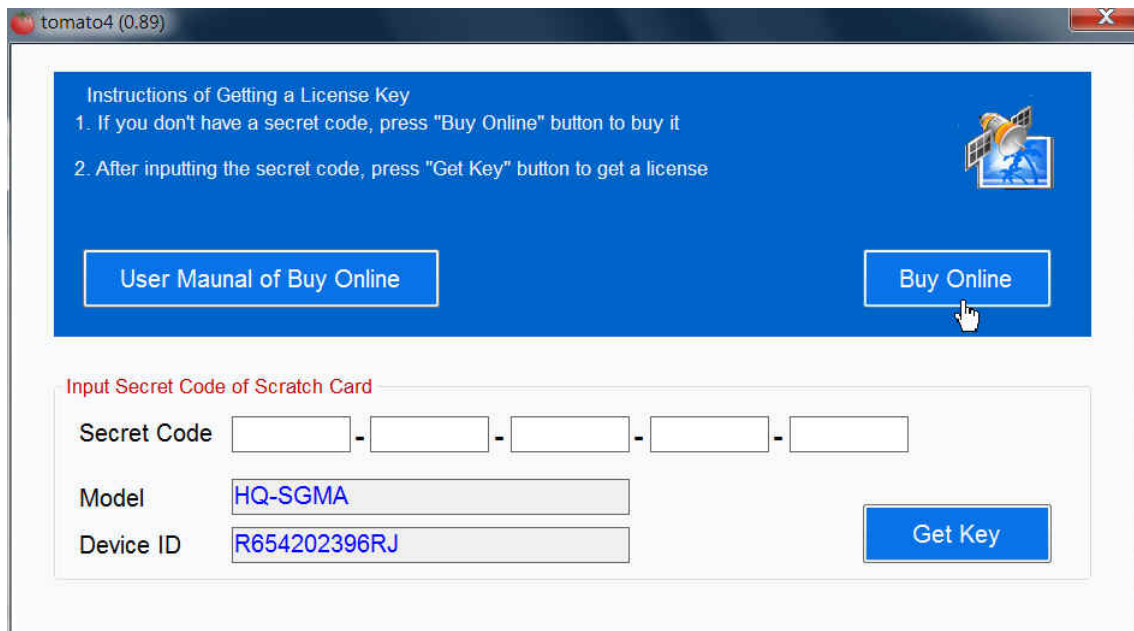 tomato4 (0.89)
X
Instructions of Getting a License Key
1. If you don't have a secret code, press "Buy Online" button to buy it
2. After inputting the secret code, press "Get Key" button to get a license
User Maunal of Buy Online
Buy Online
Input Secret Code of Scratch Card
Secret Code - - - -
Model HQ-SGMA
Device ID R654202396RJ
Get Key